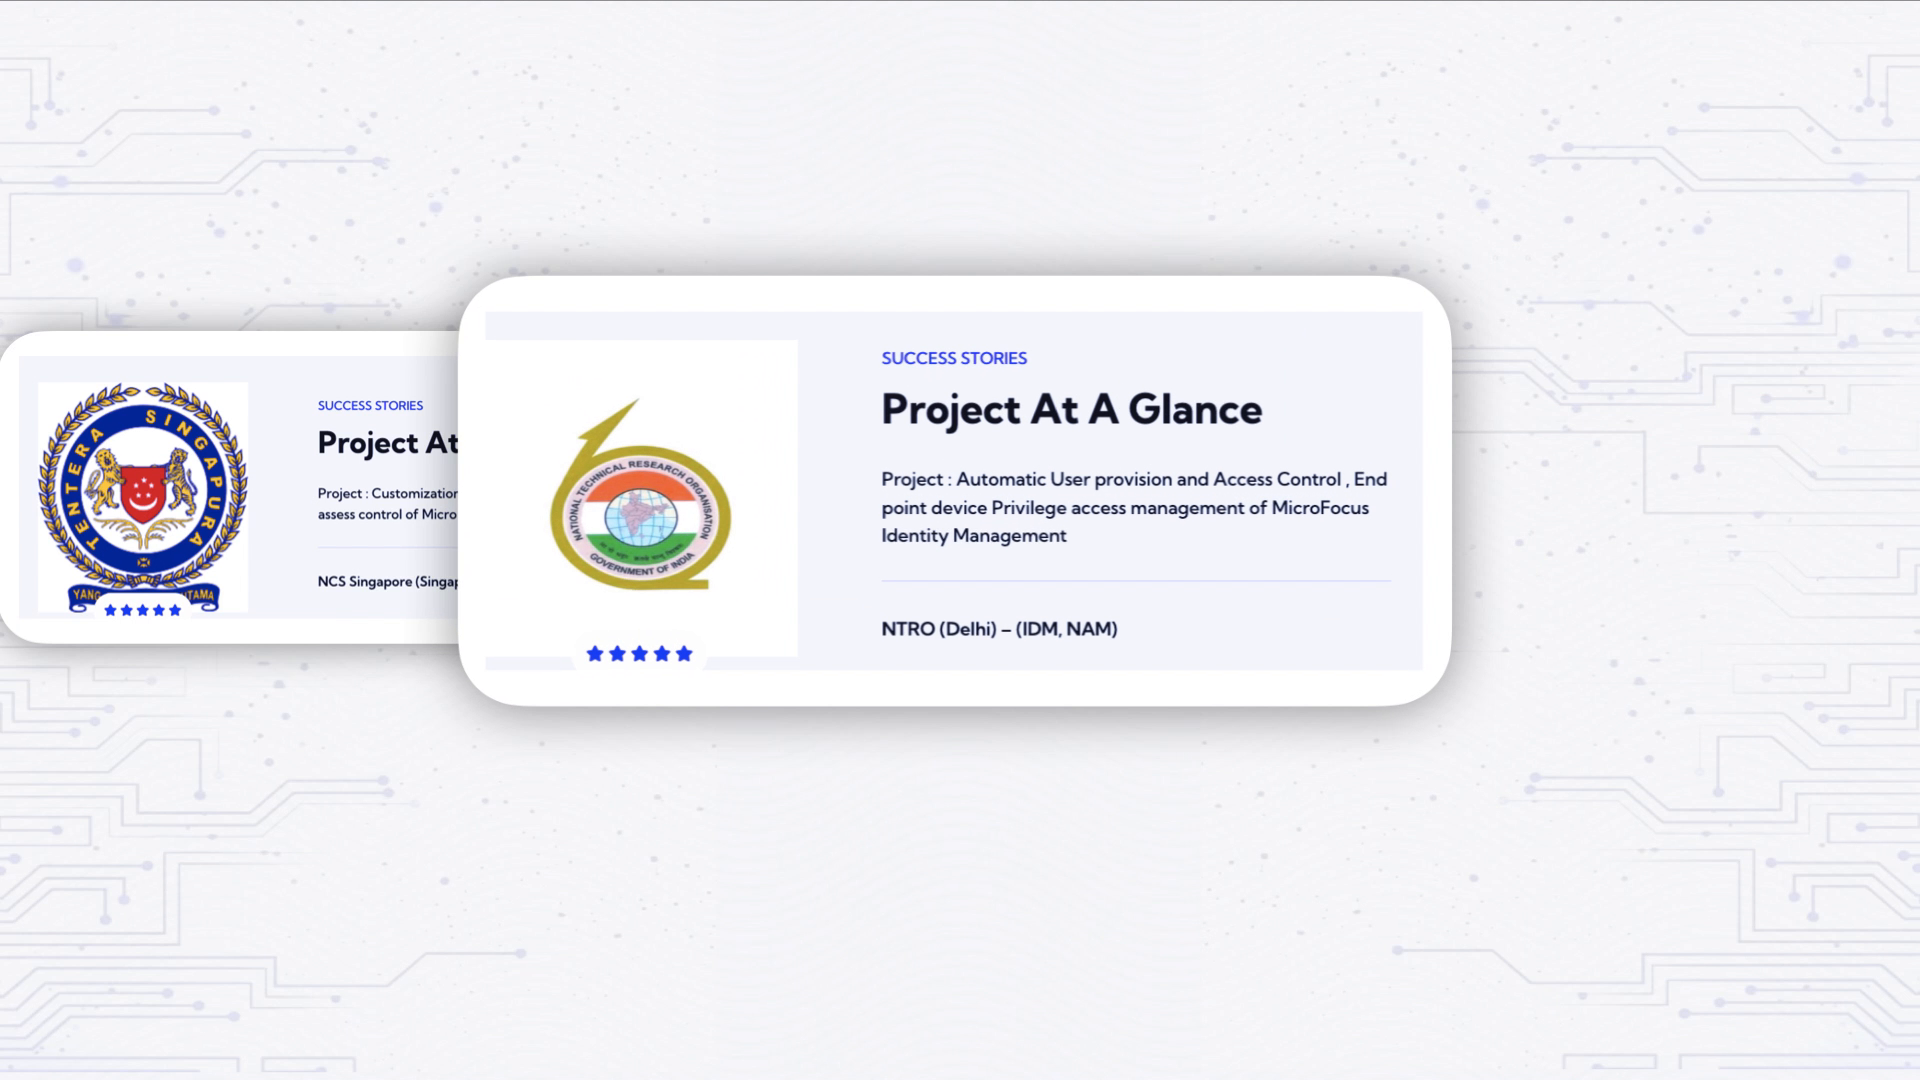 TENTERA SINGAPURA
YANG
UTAMA
SUCCESS STORIES
Project At
Project : Customization
assess control of Micro
NCS Singapore (Singap
NATIONAL TECHNICAL RESEARCH ORGANISATION
GOVERNMENT OF INDIA
SUCCESS STORIES
Project At A Glance
Project : Automatic User provision and Access Control , End
point device Privilege access management of MicroFocus
Identity Management
NTRO (Delhi) – (IDM, NAM)